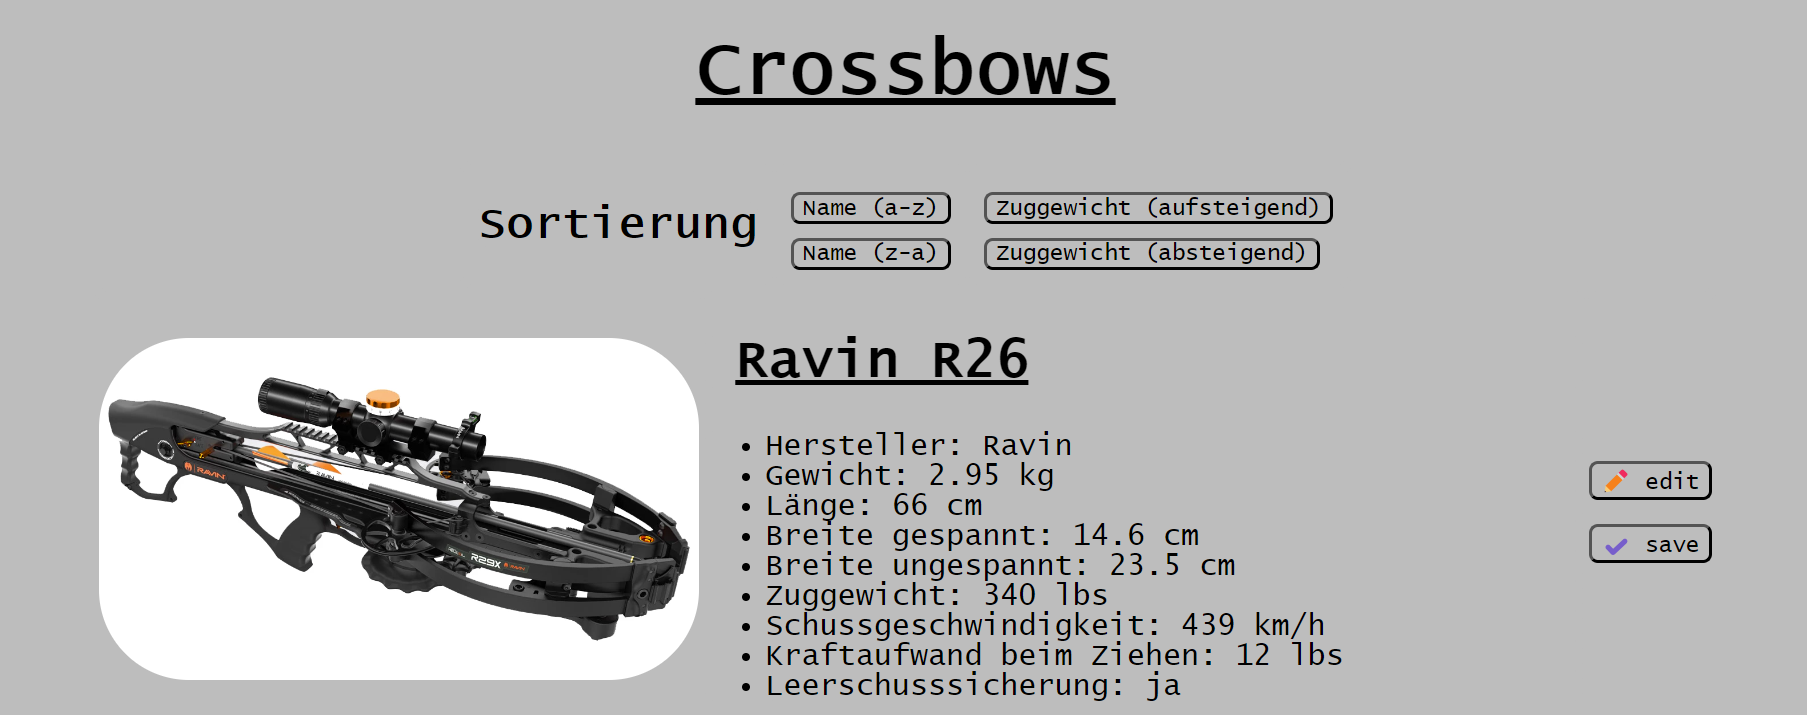 Crossbows
Sortierung
Name (a-z)
Zuggewicht (aufsteigend)
Name (z-a)
Zuggewicht (absteigend)
RAVIN
R29X
Ravin R26
Hersteller: Ravin
Gewicht: 2.95 kg
Länge: 66 cm
Breite gespannt: 14.6 cm
Breite ungespannt: 23.5 cm
Zuggewicht: 340 lbs
Schussgeschwindigkeit: 439 km/h
Kraftaufwand beim Ziehen: 12 lbs
Leerschusssicherung: ja
edit
save